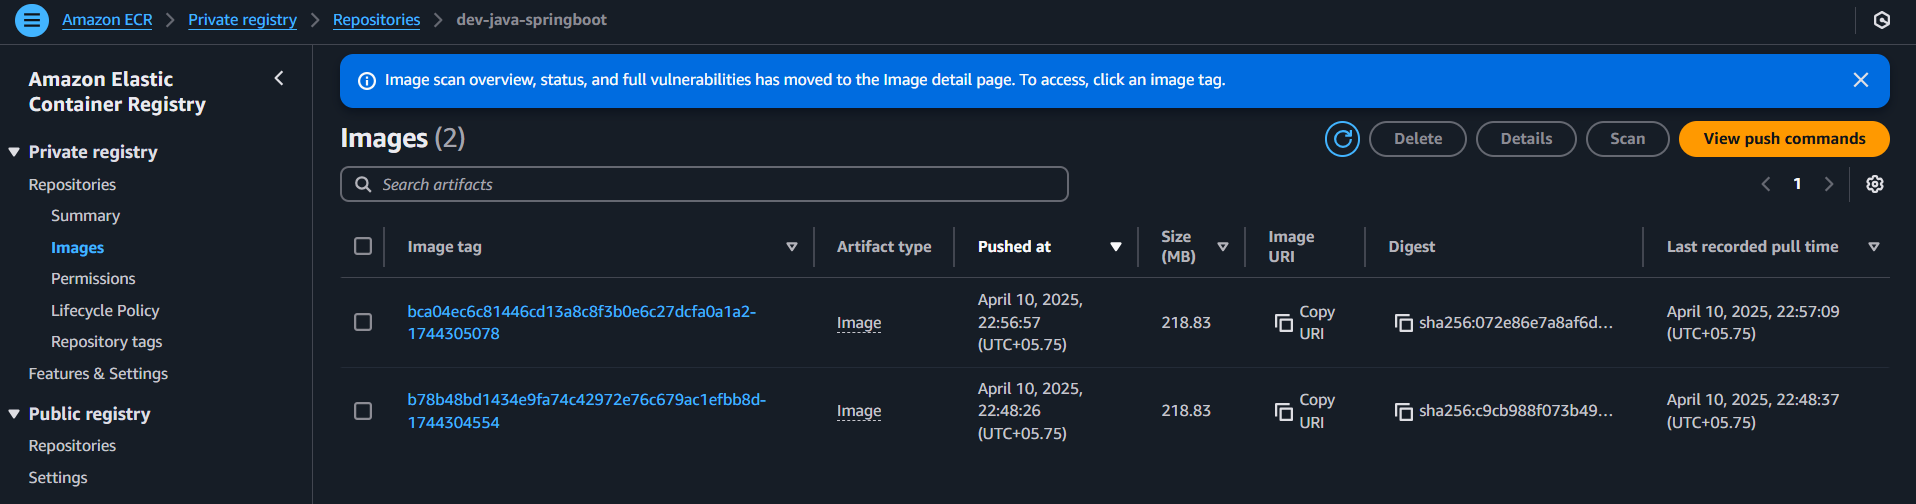 Amazon ECR > Private registry > Repositories > dev-java-springboot
Amazon Elastic
Container Registry
Private registry
Repositories
Summary
Images
Permissions
Lifecycle Policy
Repository tags
Features & Settings
Public registry
Repositories
Settings
Image scan overview, status, and full vulnerabilities has moved to the Image detail page. To access, click an image tag.
Images (2)
Delete
Details
Scan
View push commands
Search artifacts
1
Image tag
Artifact type
Pushed at
Size
(MB)
Image
URI
Digest
Last recorded pull time
bca04ec6c81446cd13a8c8f3b0e6c27dcfa0a1a2-
1744305078
Image
April 10, 2025,
22:56:57
(UTC+05.75)
218.83
Copy
URI
sha256:072e86e7a8af6d...
April 10, 2025, 22:57:09
(UTC+05.75)
b78b48bd1434e9fa74c42972e76c679ac1efbb8d-
1744304554
Image
April 10, 2025,
22:48:26
(UTC+05.75)
218.83
Copy
URI
sha256:c9cb988f073b49...
April 10, 2025, 22:48:37
(UTC+05.75)